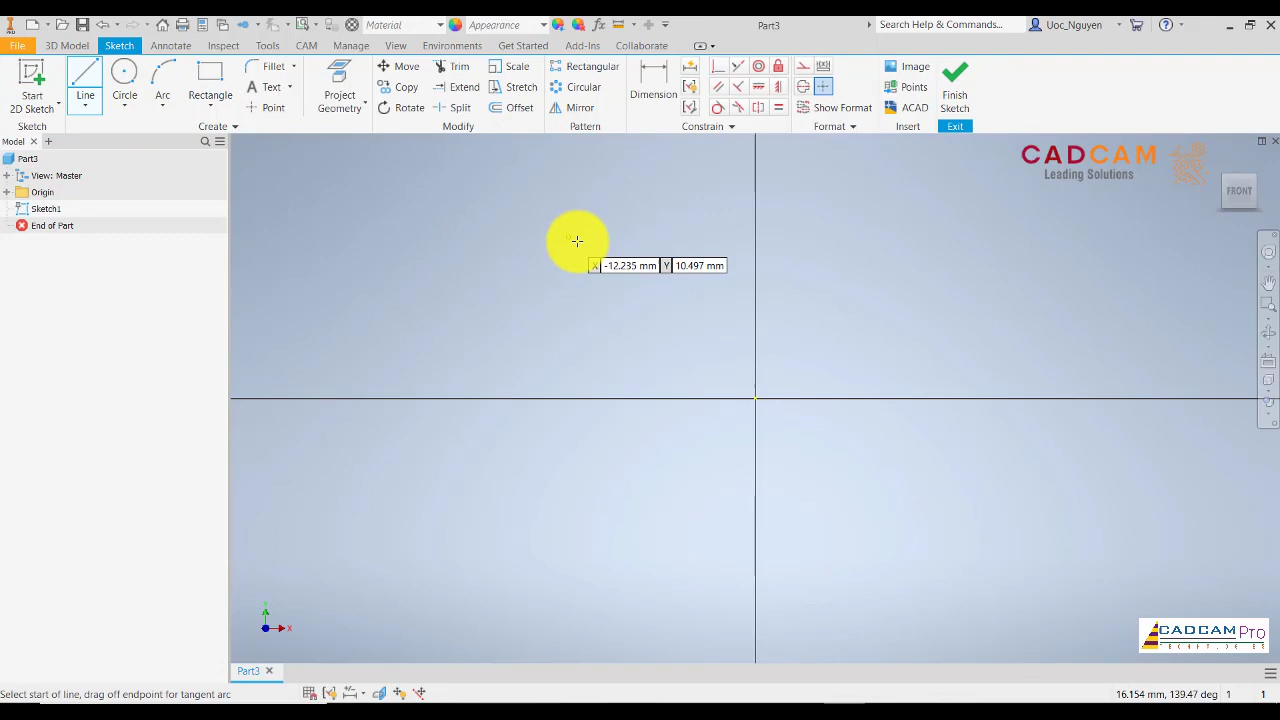 Material
Appearance
Part3
Search Help & Commands...
Uoc_Nguyen
File
3D Model
Sketch
Annotate
Inspect
Tools
CAM
Manage
View
Environments
Get Started
Add-Ins
Collaborate
Start
2D Sketch
Line
Circle
Arc
Rectangle
Fillet
Text
Point
Project
Geometry
Move
Copy
Rotate
Trim
Extend
Split
Scale
Stretch
Offset
Rectangular
Circular
Mirror
Dimension
Show Format
Image
Points
ACAD
Finish
Sketch
Sketch
Create
Modify
Pattern
Constrain
Format
Insert
Exit
Model
Part3
View: Master
Origin
Sketch1
End of Part
CADCAM
Leading Solutions
FRONT
X -12.235 mm Y 10.497 mm
Y
X
CADCAM Pro
Part3
Select start of line, drag off endpoint for tangent arc
16.154 mm, 139.47 deg 1 1